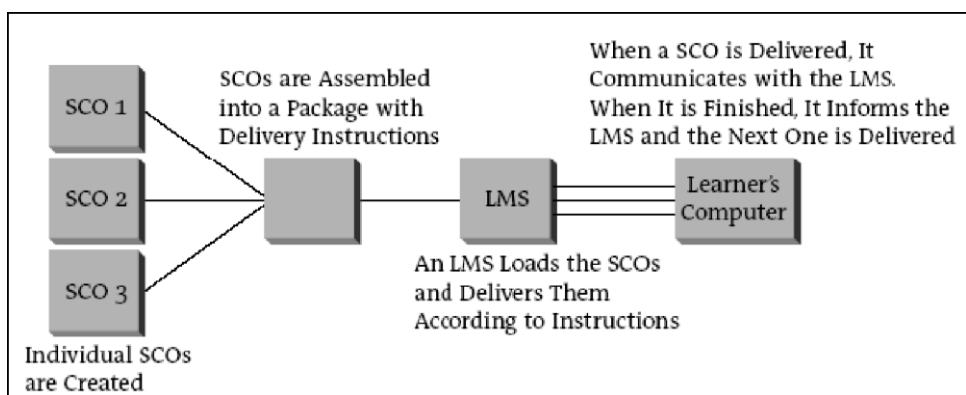 SCO 1
SCO 2
SCO 3
Individual SCOs
are Created
SCOs are Assembled
into a Package with
Delivery Instructions
LMS
An LMS Loads the SCOs
and Delivers Them
According to Instructions
When a SCO is Delivered, It
Communicates with the LMS.
When It is Finished, It Informs the
LMS and the Next One is Delivered
Learner's
Computer